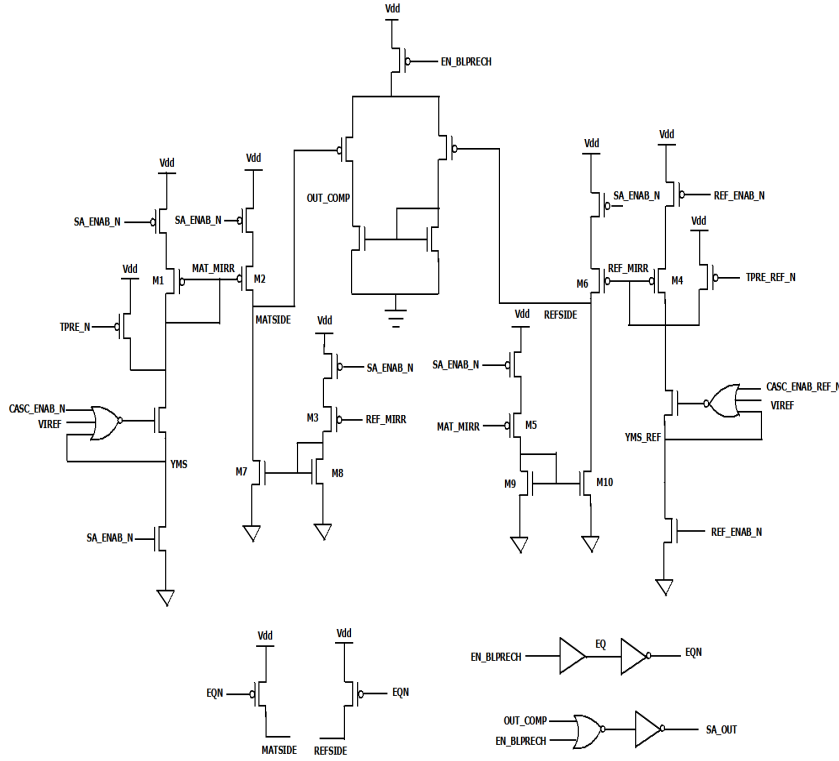 Vdd
EN_BLPRECH
Vdd
Vdd
Vdd
Vdd
SA_ENAB_N
SA_ENAB_N
OUT_COMP
SA_ENAB_N
REF_ENAB_N
Vdd
Vdd
M1
MAT_MIRR
M2
M6
REF_MIRR
M4
TPRE_REF_N
TPRE_N
MATSIDE
REFSIDE
Vdd
Vdd
SA_ENAB_N
SA_ENAB_N
CASC_ENAB_N
VIREF
M3
REF_MIRR
MAT_MIRR
M5
CASC_ENAB_REF_N
VIREF
YMS
YMS_REF
M7
M8
M9
M10
SA_ENAB_N
REF_ENAB_N
Vdd
Vdd
EQN
EQN
MATSIDE
REFSIDE
EN_BLPRECH
EQ
EQN
OUT_COMP
EN_BLPRECH
SA_OUT